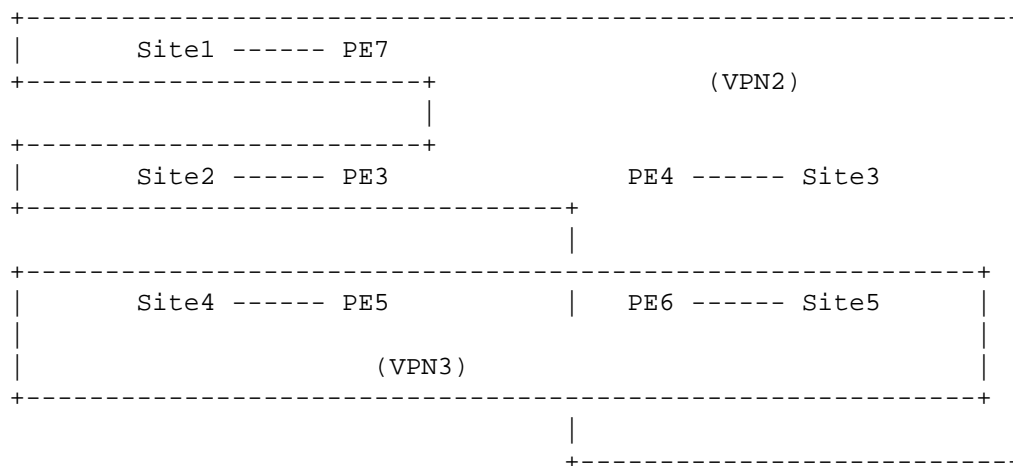 +----------------------------------------------------------------
|       Site1 ------ PE7
+-------------------------+                 (VPN2)
                          |
+-------------------------+
|       Site2 ------ PE3               PE4 ------ Site3
+----------------------------------+
                                   |
+-------------------------------------------------------------+
|       Site4 ------ PE5           |   PE6 ------ Site5       |
|                                                             |
|                      (VPN3)                                 |
+-------------------------------------------------------------+
                                   |
                                   +-----------------------------